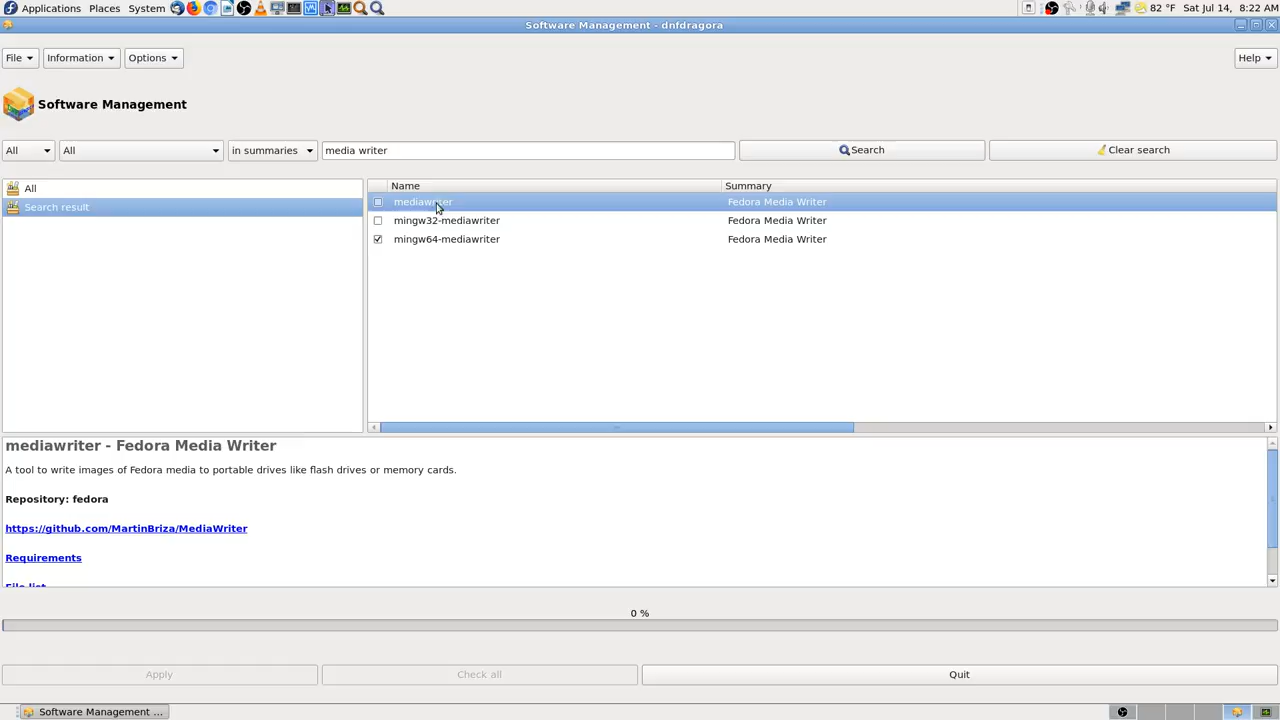 Applications Places System 82 °F Sat Jul 14, 8:22 AM
Software Management - dnfdragora
File Information Options Help
Software Management
All All in summaries media writer Search Clear search
All
Search result
Name Summary
mediawriter Fedora Media Writer
mingw32-mediawriter Fedora Media Writer
mingw64-mediawriter Fedora Media Writer
mediawriter - Fedora Media Writer
A tool to write images of Fedora media to portable drives like flash drives or memory cards.
Repository: fedora
https://github.com/MartinBriza/MediaWriter
Requirements
File list
0 %
Apply Check all Quit
Software Management ...